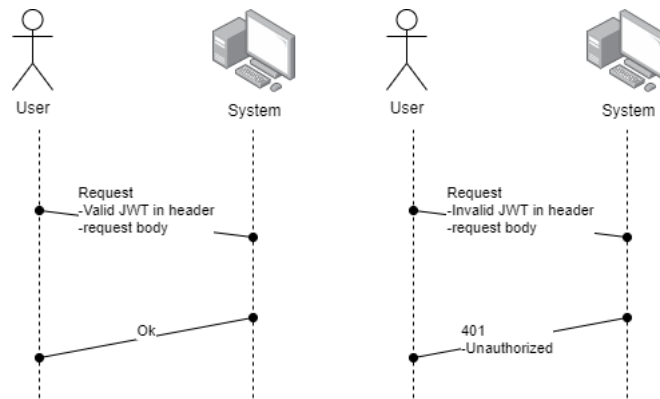 User
System
Request
-Valid JWT in header
-request body
Ok
User
System
Request
-Invalid JWT in header
-request body
401
-Unauthorized